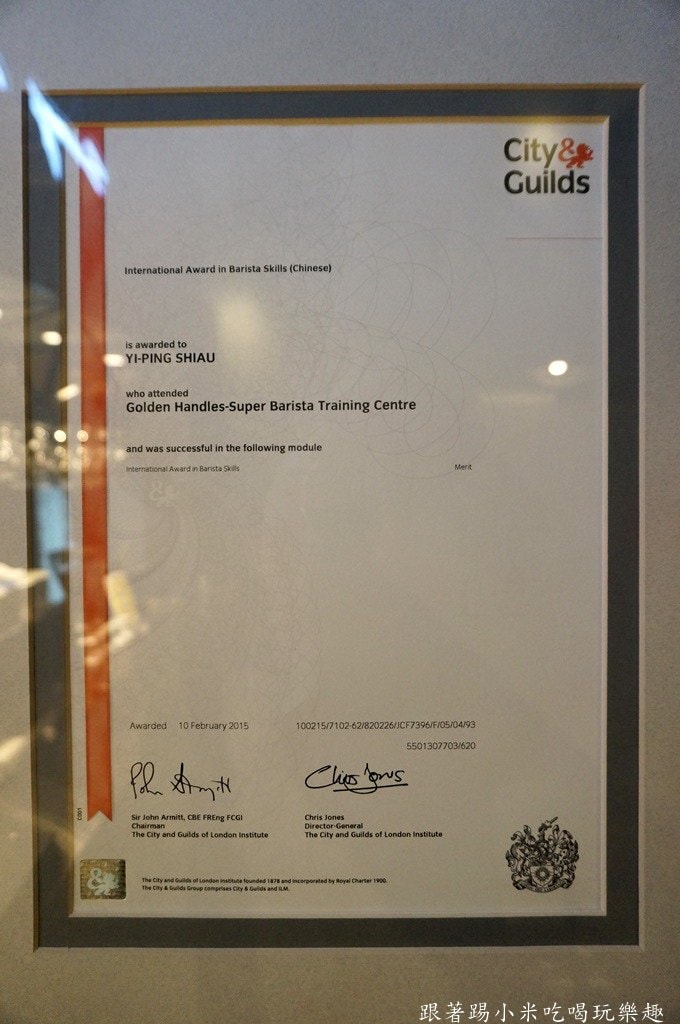 City&
Guilds
International Award in Barista Skills (Chinese)
is awarded to
YI-PING SHIAU
who attended
Golden Handles-Super Barista Training Centre
and was successful in the following module
International Award in Barista Skills Merit
Awarded 10 February 2015 100215/7102-62/820226/JCF7396/F/05/04/93
5501307703/620
John Armitt Chris Jones
Sir John Armitt, CBE FREng FCGI
Chairman
The City and Guilds of London Institute
Chris Jones
Director-General
The City and Guilds of London Institute
C001
The City and Guilds of London Institute founded 1878 and incorporated by Royal Charter 1900.
The City & Guilds Group comprises City & Guilds and ILM.
跟著踢小米吃喝玩樂趣